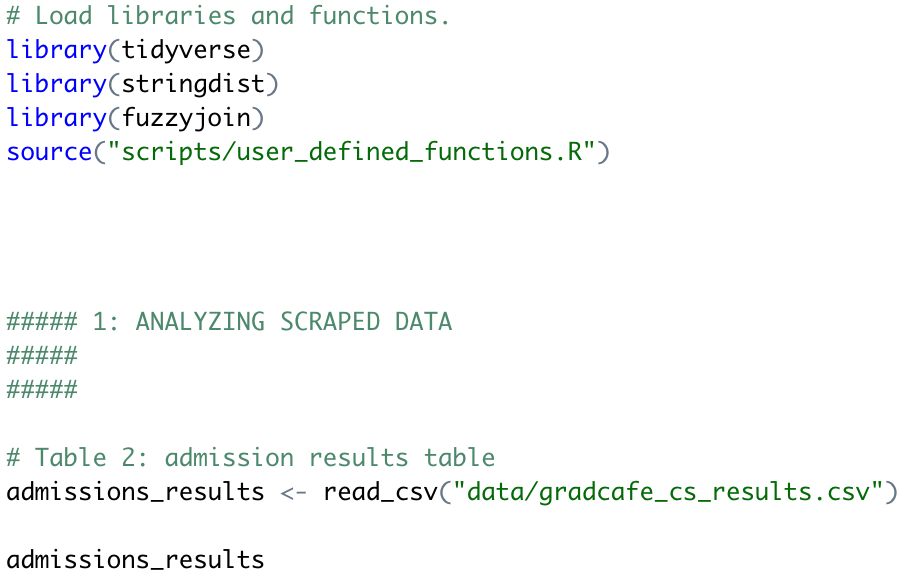 # Load libraries and functions.
library(tidyverse)
library(stringdist)
library(fuzzyjoin)
source("scripts/user_defined_functions.R")
##### 1: ANALYZING SCRAPED DATA
#####
#####
# Table 2: admission results table
admissions_results <- read_csv("data/gradcafe_cs_results.csv")
admissions_results